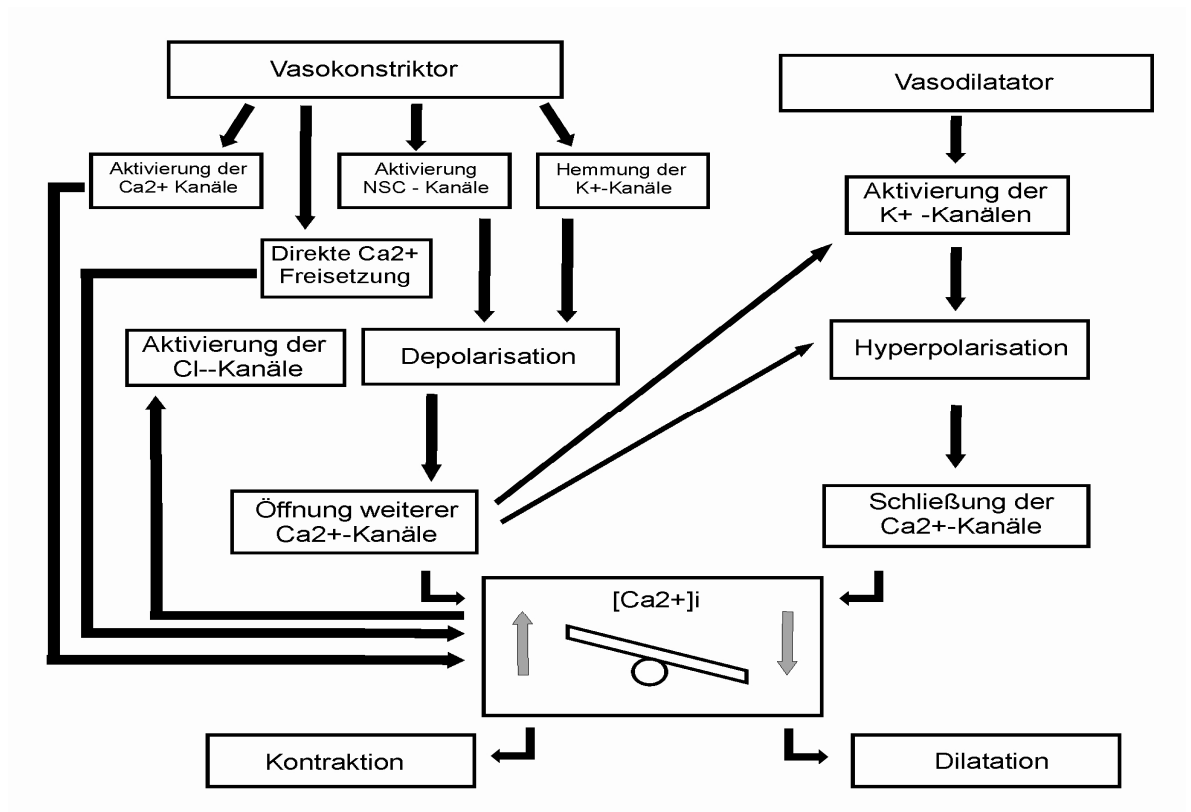 Vasokonstriktor
Vasodilatator
Aktivierung der
Ca2+ Kanäle
Aktivierung
NSC - Kanäle
Hemmung der
K+-Kanäle
Aktivierung der
K+ -Kanälen
Direkte Ca2+
Freisetzung
Aktivierung der
Cl--Kanäle
Depolarisation
Hyperpolarisation
Öffnung weiterer
Ca2+-Kanäle
Schließung der
Ca2+-Kanäle
[Ca2+]i
Kontraktion
Dilatation